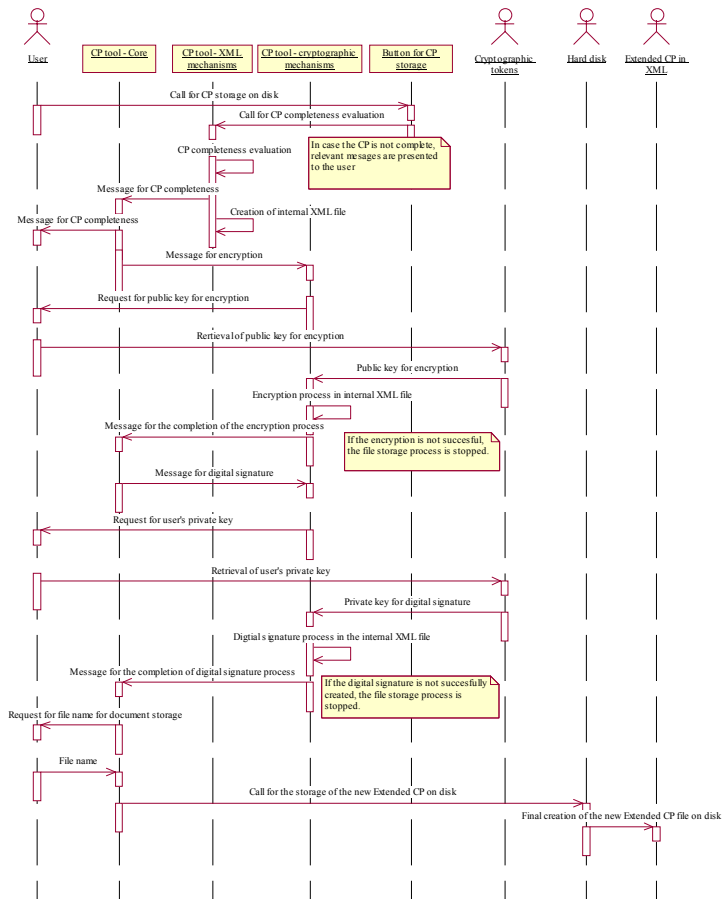 User
CP tool - Core
CP tool - XML
mechanisms
CP tool - cryptographic
mechanisms
Button for CP
storage
Cryptographic
tokens
Hard disk
Extended CP in
XML
Call for CP storage on disk
Call for CP completeness evaluation
In case the CP is not complete,
relevant mesages are presented
to the user
CP completeness evaluation
Message for CP completeness
Creation of internal XML file
Message for CP completeness
Message for encryption
Request for public key for encryption
Rertieval of public key for encyption
Public key for encryption
Encryption process in internal XML file
Message for the completion of the encryption process
If the encryption is not succesful,
the file storage process is stopped.
Message for digital signature
Request for user's private key
Retrieval of user's private key
Private key for digital signature
Digtial signature process in the internal XML file
Message for the completion of digital signature process
If the digital signature is not succesfully
created, the file storage process is
stopped.
Request for file name for document storage
File name
Call for the storage of the new Extended CP on disk
Final creation of the new Extended CP file on disk